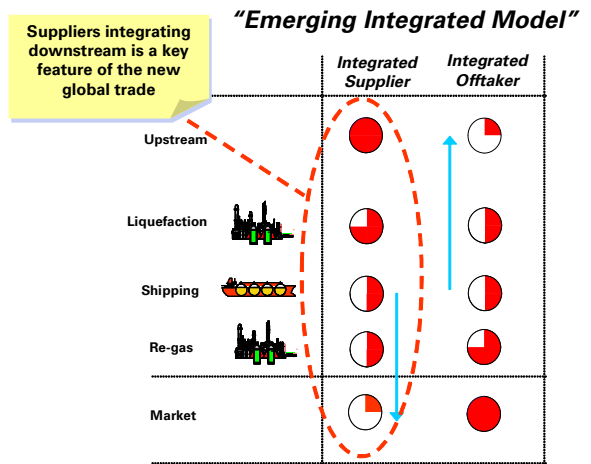 "Emerging Integrated Model"
Suppliers integrating
downstream is a key
feature of the new
global trade
Integrated
Supplier
Integrated
Offtaker
Upstream
Liquefaction
Shipping
Re-gas
Market